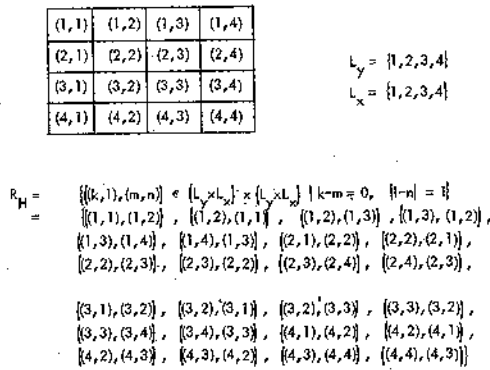 (1,1) (1,2) (1,3) (1,4)
(2,1) (2,2) (2,3) (2,4)
(3,1) (3,2) (3,3) (3,4)
(4,1) (4,2) (4,3) (4,4)
L_y = {1,2,3,4}
L_x = {1,2,3,4}
R_H = {[(k,l),(m,n)] ∈ (L_y×L_x) × (L_y×L_x) | k-m = 0, |l-n| = 1}
= {[(1,1),(1,2)] , [(1,2),(1,1)] , [(1,2),(1,3)] , [(1,3),(1,2)] ,
[(1,3),(1,4)] , [(1,4),(1,3)] , [(2,1),(2,2)] , [(2,2),(2,1)] ,
[(2,2),(2,3)] , [(2,3),(2,2)] , [(2,3),(2,4)] , [(2,4),(2,3)] ,
[(3,1),(3,2)] , [(3,2),(3,1)] , [(3,2),(3,3)] , [(3,3),(3,2)] ,
[(3,3),(3,4)] , [(3,4),(3,3)] , [(4,1),(4,2)] , [(4,2),(4,1)] ,
[(4,2),(4,3)] , [(4,3),(4,2)] , [(4,3),(4,4)] , [(4,4),(4,3)]}